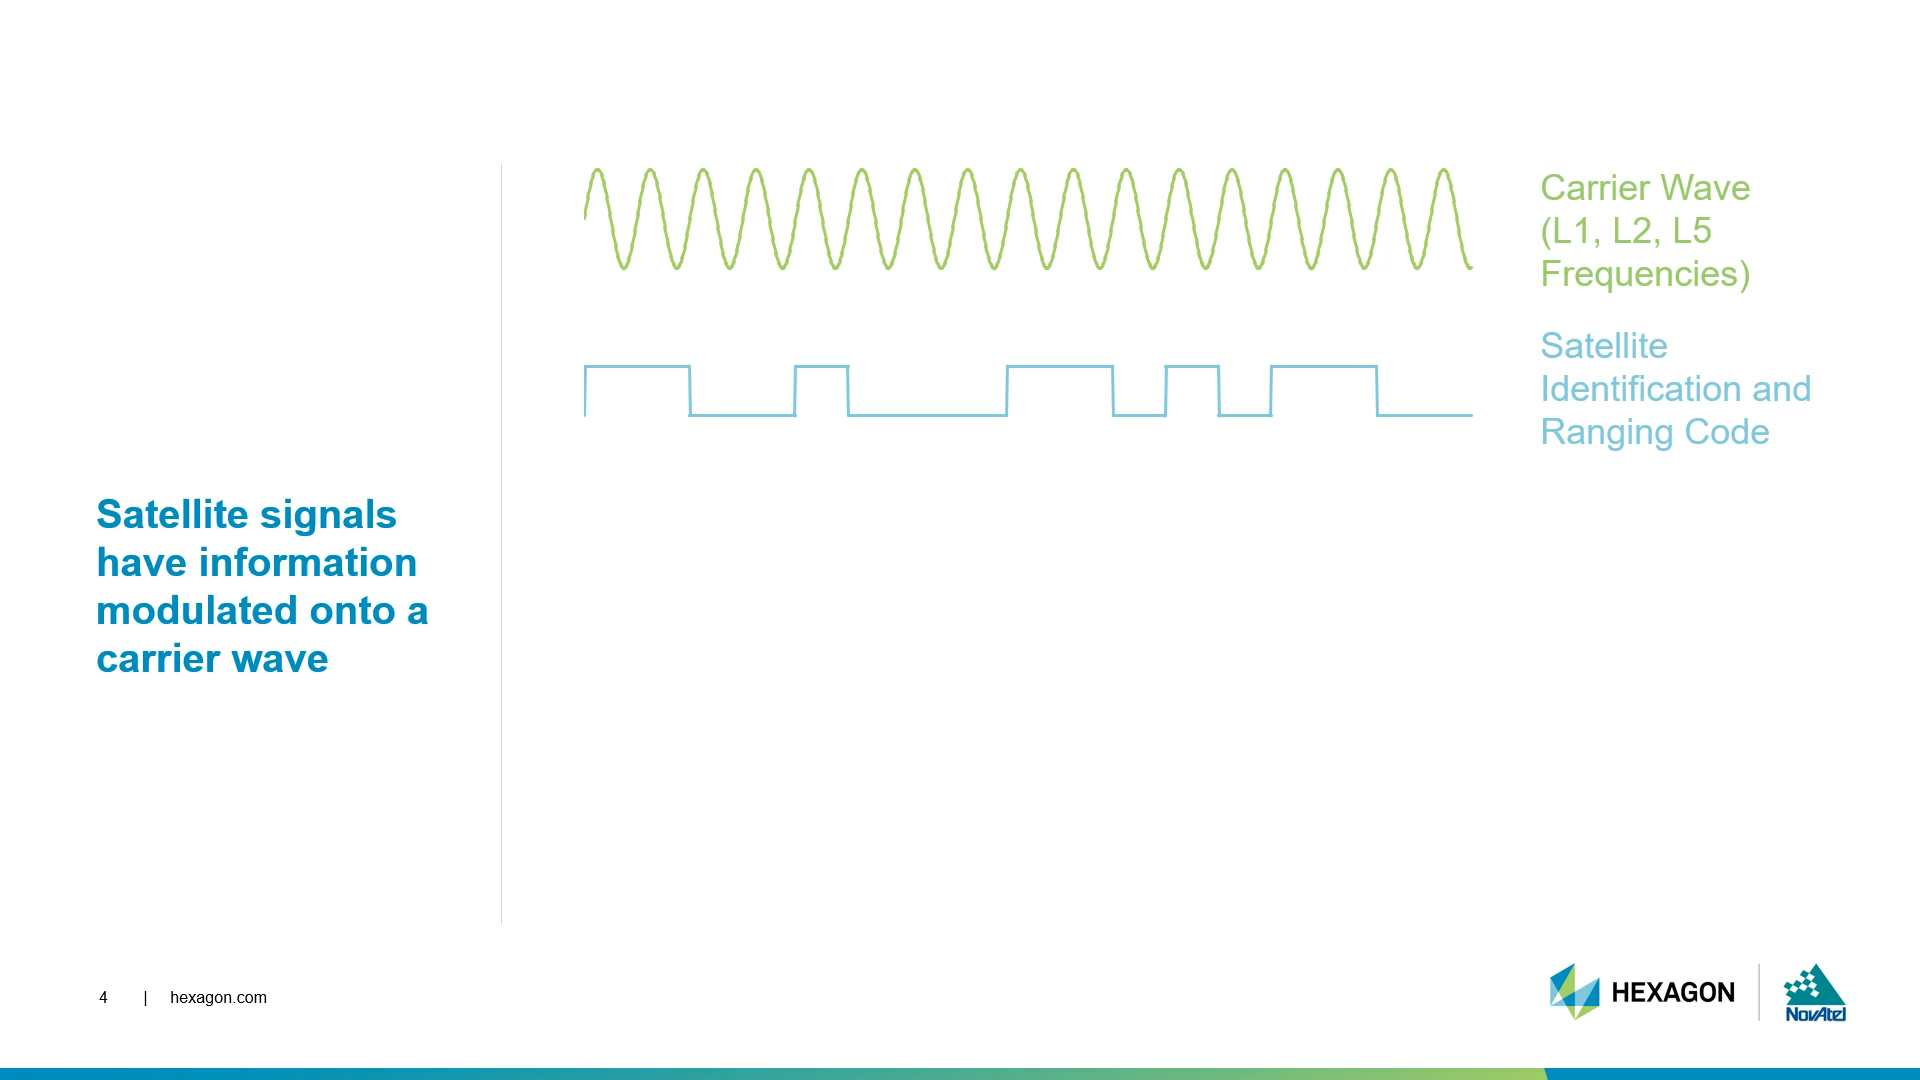 Carrier Wave
(L1, L2, L5
Frequencies)
Satellite
Identification and
Ranging Code
Satellite signals
have information
modulated onto a
carrier wave
4 | hexagon.com
HEXAGON
NovAtel